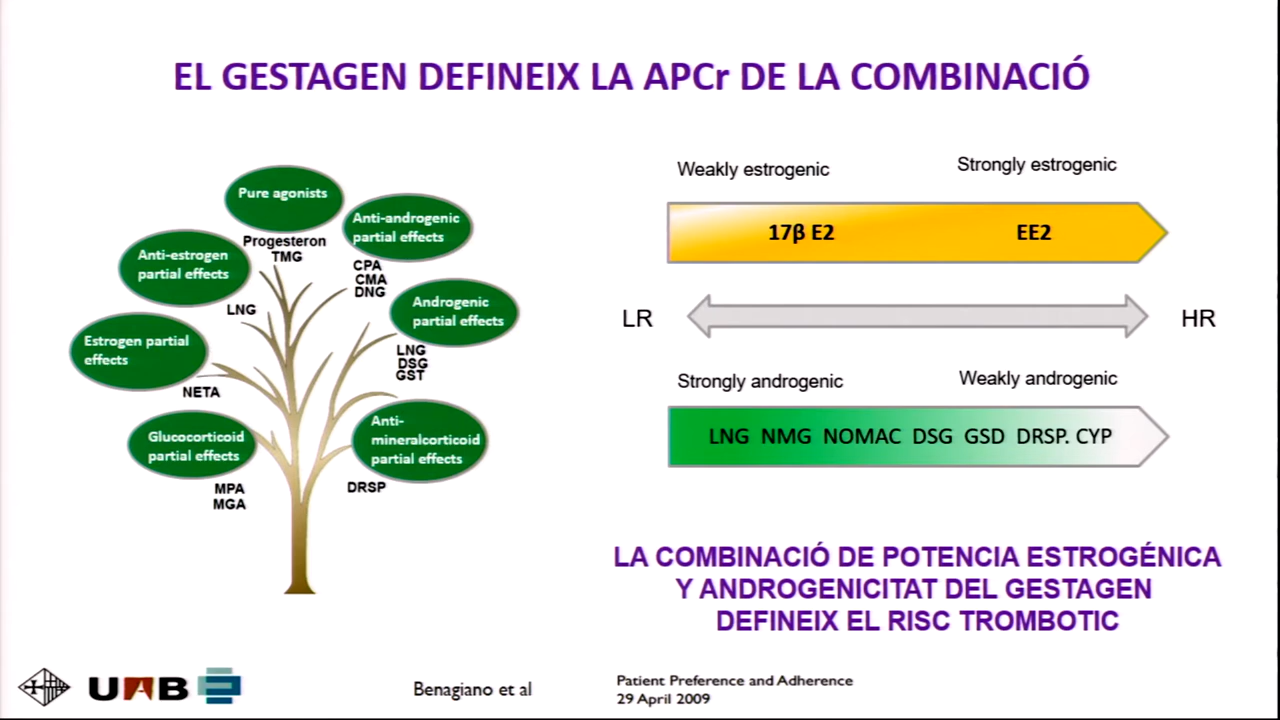 EL GESTAGEN DEFINEIX LA APCr DE LA COMBINACIÓ
Pure agonists
Progesteron
TMG
Anti-androgenic
partial effects
CPA
CMA
DNG
Anti-estrogen
partial effects
LNG
Androgenic
partial effects
LNG
DSG
GST
Estrogen partial
effects
NETA
Glucocorticoid
partial effects
MPA
MGA
Anti-
mineralcorticoid
partial effects
DRSP
Weakly estrogenic
Strongly estrogenic
17β E2
EE2
LR
HR
Strongly androgenic
Weakly androgenic
LNG NMG NOMAC DSG GSD DRSP. CYP
LA COMBINACIÓ DE POTENCIA ESTROGÉNICA
Y ANDROGENICITAT DEL GESTAGEN
DEFINEIX EL RISC TROMBOTIC
UAB
Benagiano et al
Patient Preference and Adherence
29 April 2009